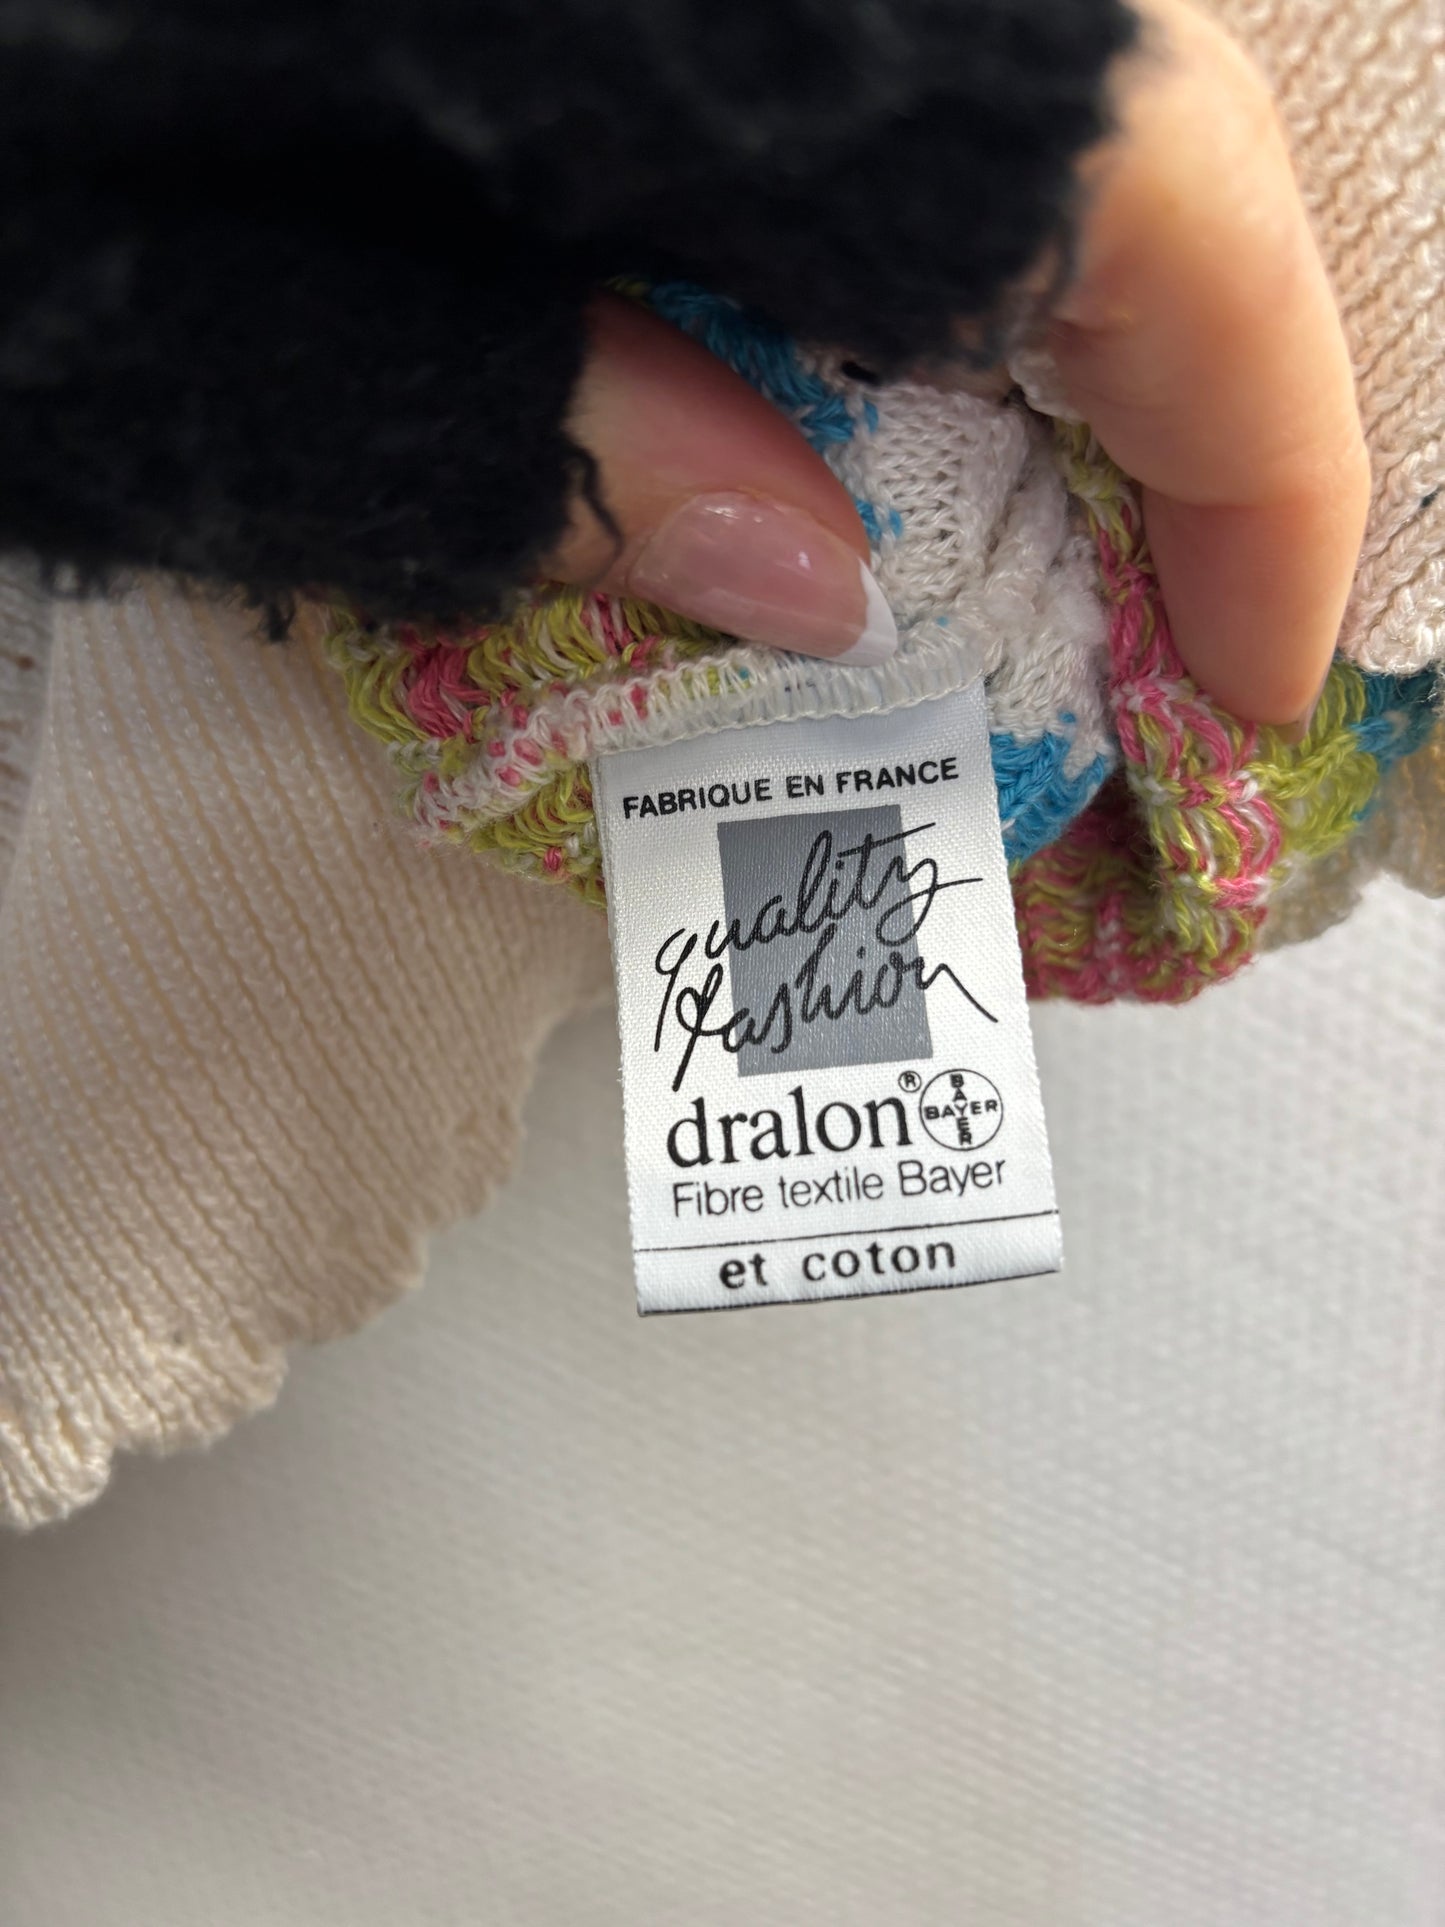 FABRIQUE EN FRANCE
quality
fashion
dralon®
BAYER
BAYER
Fibre textile Bayer
et coton